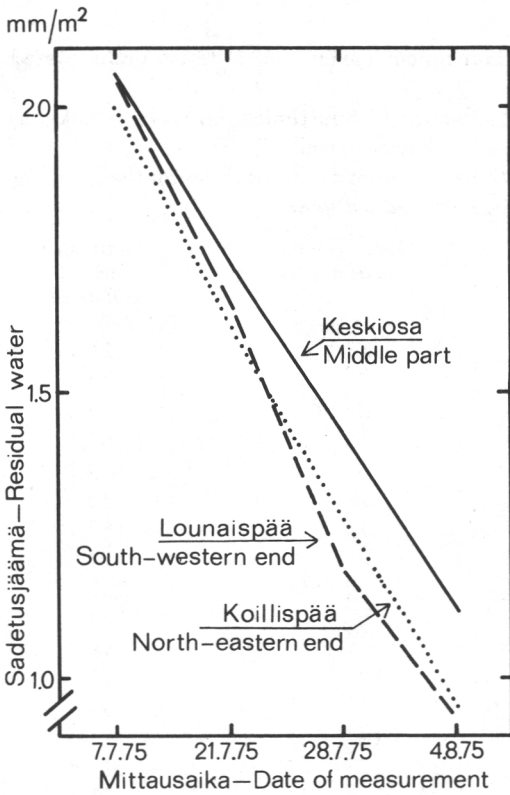 mm/m²
2.0
1.5
1.0
Sadetusjäämä—Residual water
Keskiosa
Middle part
Lounaispää
South-western end
Koillispää
North-eastern end
7.7.75 21.7.75 28.7.75 4.8.75
Mittausaika—Date of measurement